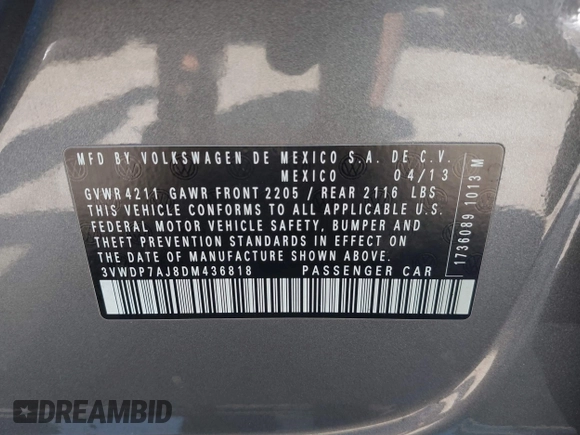 MFD BY VOLKSWAGEN DE MEXICO S.A. DE C.V.
MEXICO 04/13
GVWR 4211 GAWR FRONT 2205 / REAR 2116 LBS
THIS VEHICLE CONFORMS TO ALL APPLICABLE U.S.
FEDERAL MOTOR VEHICLE SAFETY, BUMPER AND
THEFT PREVENTION STANDARDS IN EFFECT ON
THE DATE OF MANUFACTURE SHOWN ABOVE.
3VWDP7AJ8DM436818 PASSENGER CAR
1736089 1013 M
DREAMBID